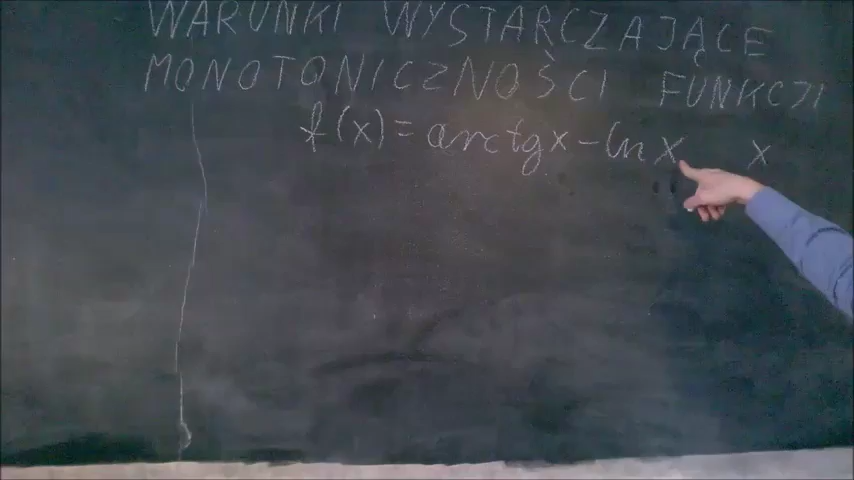 WARUNKI WYSTARCZAJĄCE
MONOTONICZNOŚCI FUNKCJI
f(x) = arctgx - ln x x